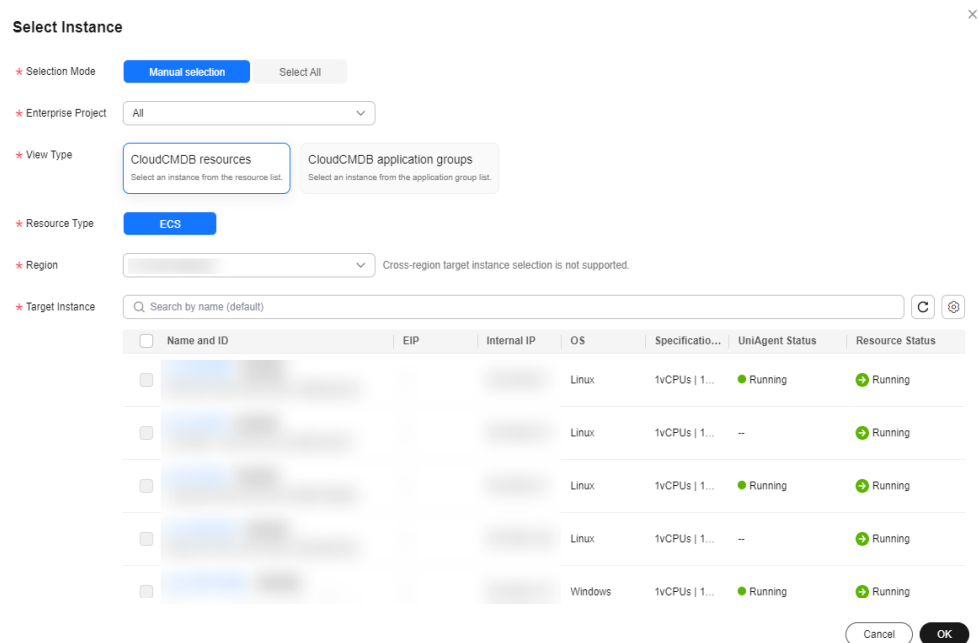 Select Instance
* Selection Mode Manual selection Select All
* Enterprise Project All
* View Type CloudCMDB resources CloudCMDB application groups
Select an instance from the resource list. Select an instance from the application group list.
* Resource Type ECS
* Region Cross-region target instance selection is not supported.
* Target Instance Search by name (default)
Name and ID EIP Internal IP OS Specificatio... UniAgent Status Resource Status
Linux 1vCPUs | 1... Running Running
Linux 1vCPUs | 1... -- Running
Linux 1vCPUs | 1... Running Running
Linux 1vCPUs | 1... -- Running
Windows 1vCPUs | 1... Running Running
Cancel OK